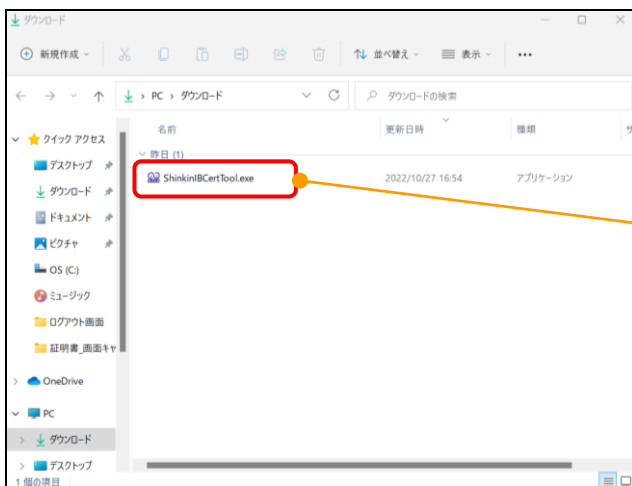 ダウンロード
新規作成
並べ替え
表示
PC > ダウンロード
ダウンロードの検索
名前 更新日時 種類
昨日 (1)
ShinkinIBCertTool.exe 2022/10/27 16:54 アプリケーション
クイック アクセス
デスクトップ
ダウンロード
ドキュメント
ピクチャ
OS (C:)
ミュージック
ログアウト画面
証明書_画面キャ
OneDrive
PC
ダウンロード
デスクトップ
1 個の項目